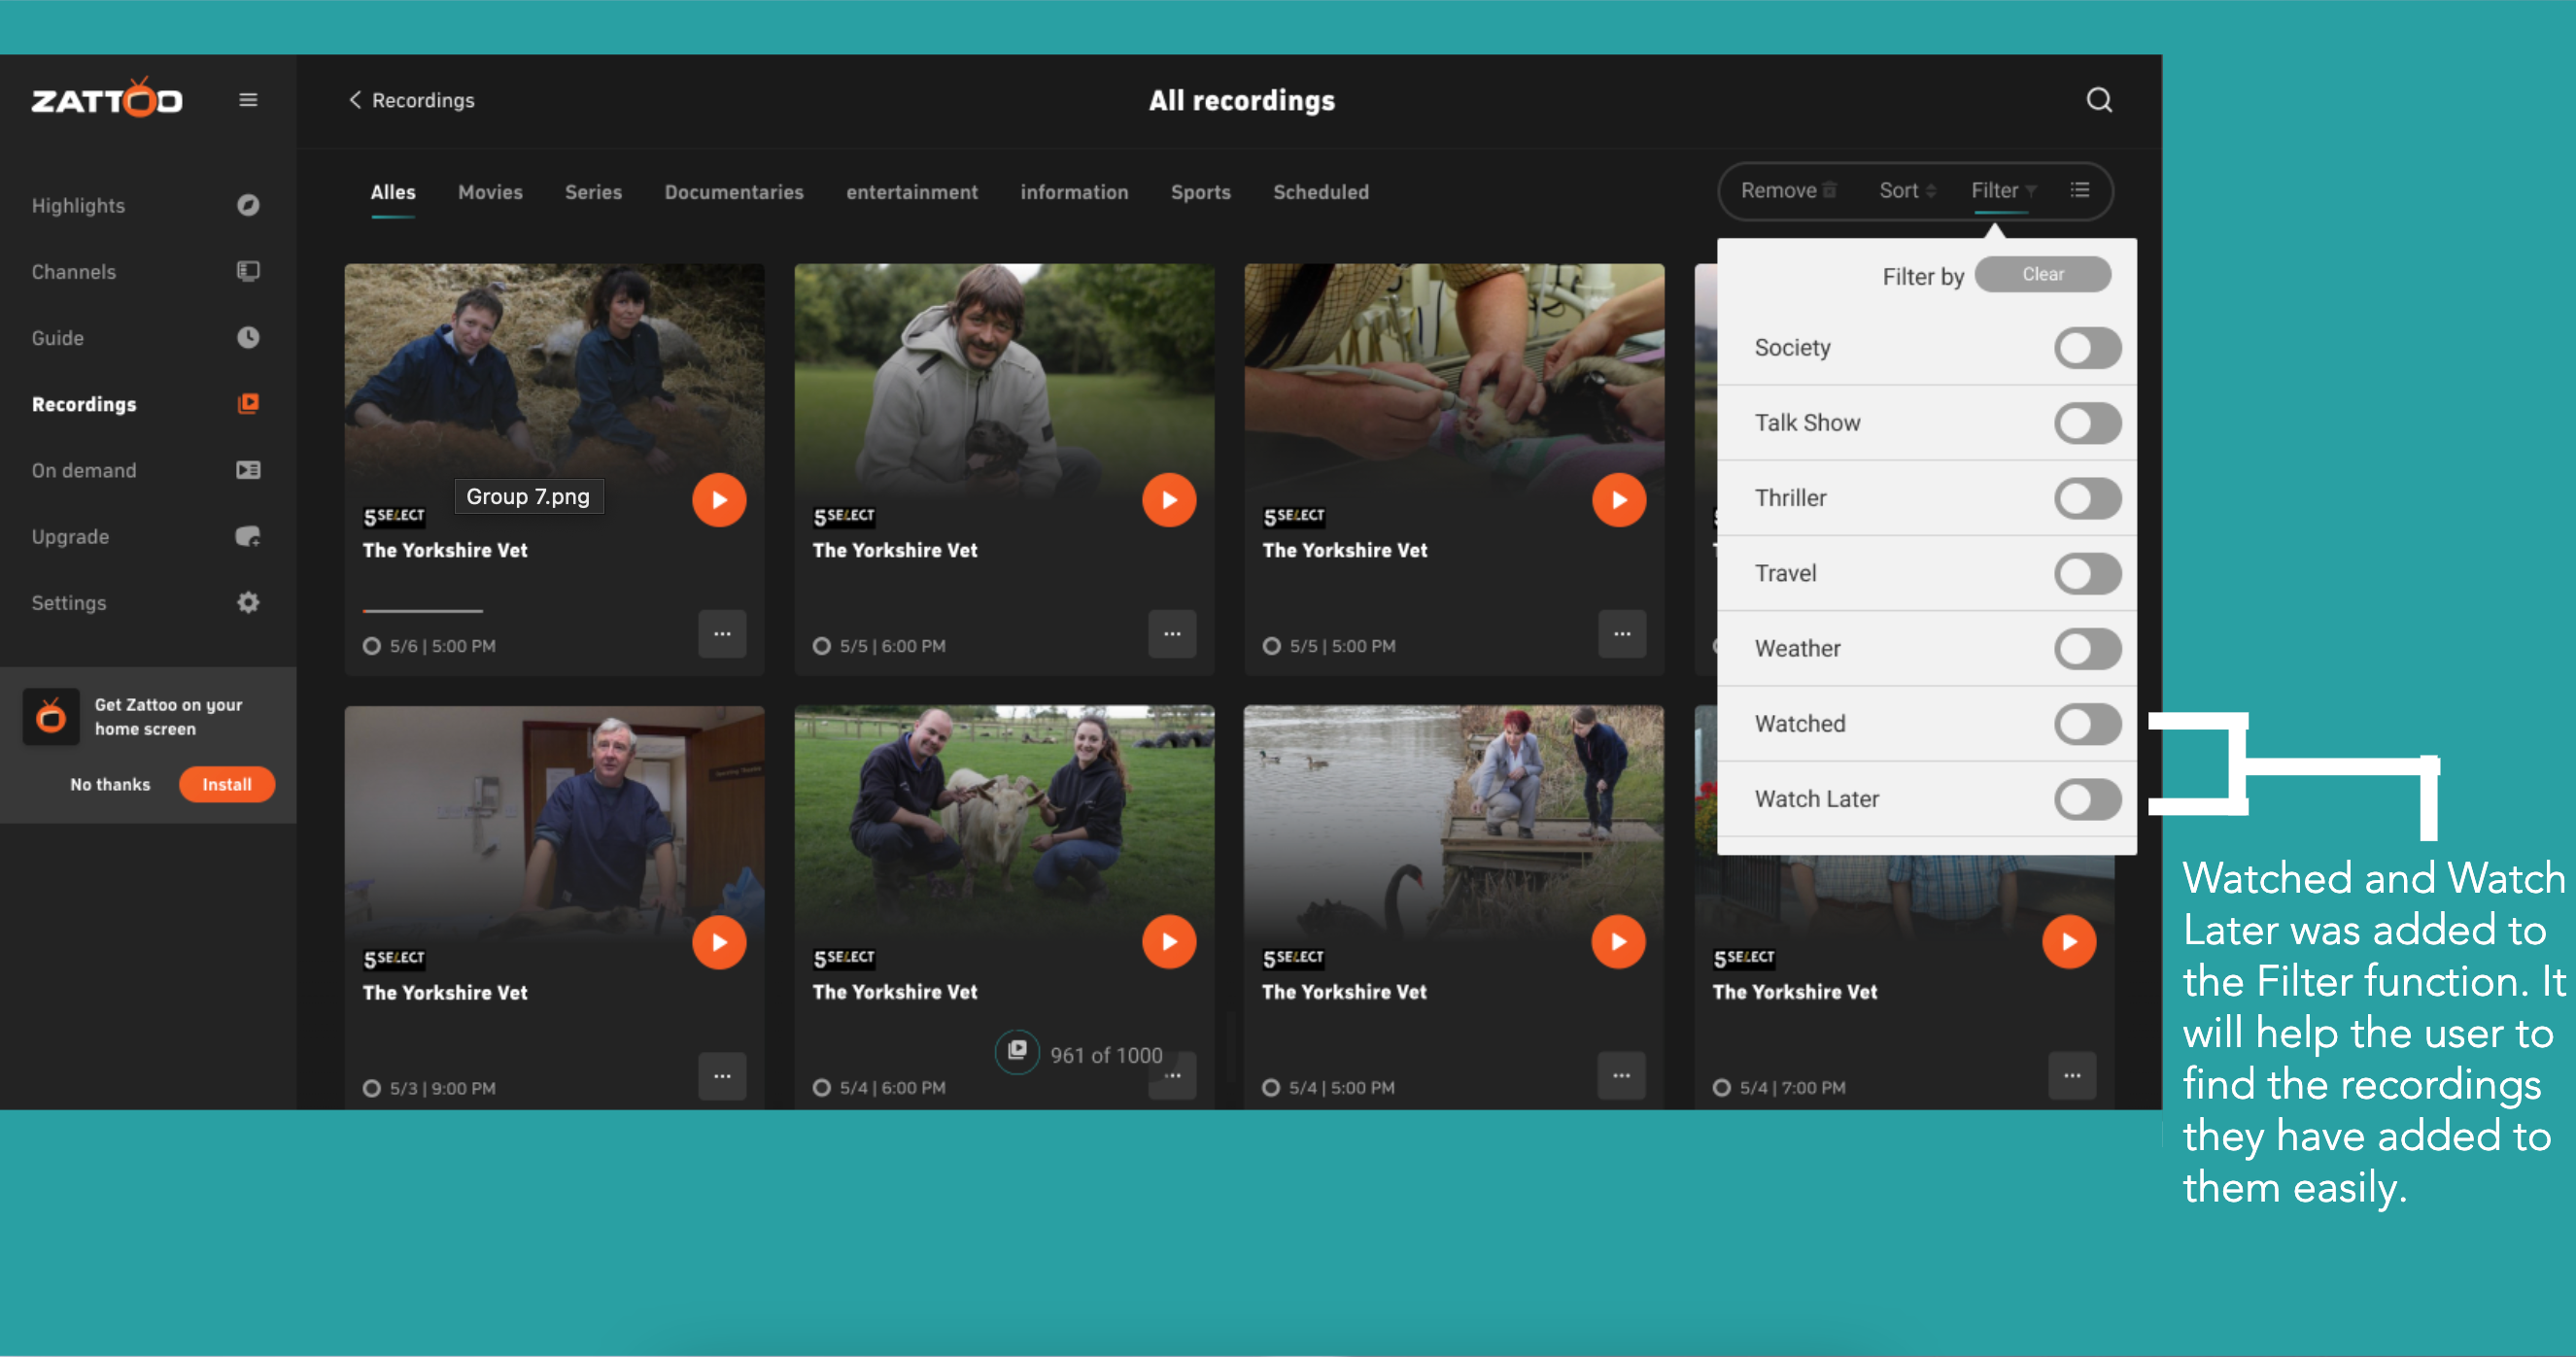 ZATTOO
Recordings
All recordings
Highlights
Channels
Guide
Recordings
On demand
Upgrade
Settings
Get Zattoo on your
home screen
No thanks
Install
Alles Movies Series Documentaries entertainment information Sports Scheduled
Remove Sort Filter
Filter by Clear
Society
Talk Show
Thriller
Travel
Weather
Watched
Watch Later
Group 7.png
5SELECT
The Yorkshire Vet
5/6 | 5:00 PM
5SELECT
The Yorkshire Vet
5/5 | 6:00 PM
5SELECT
The Yorkshire Vet
5/5 | 5:00 PM
5SELECT
The Yorkshire Vet
5/3 | 9:00 PM
5SELECT
The Yorkshire Vet
961 of 1000
5/4 | 6:00 PM
5SELECT
The Yorkshire Vet
5/4 | 5:00 PM
5SELECT
The Yorkshire Vet
5/4 | 7:00 PM
Watched and Watch
Later was added to
the Filter function. It
will help the user to
find the recordings
they have added to
them easily.